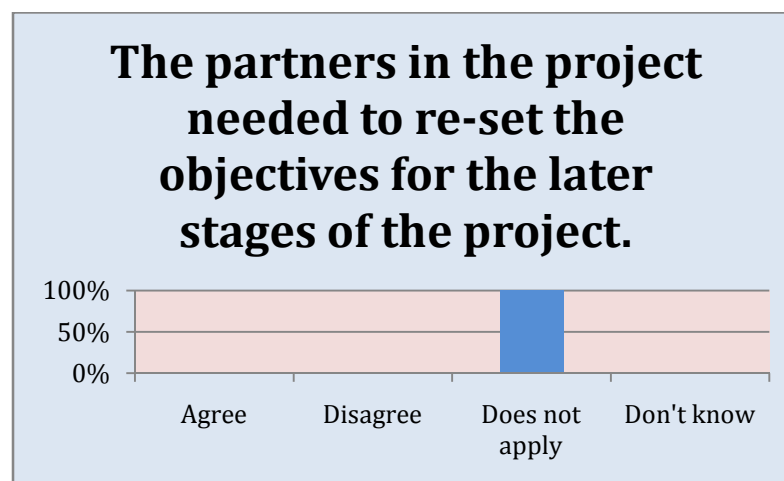 The partners in the project
needed to re-set the
objectives for the later
stages of the project.
100%
50%
0%
Agree
Disagree
Does not
apply
Don't know